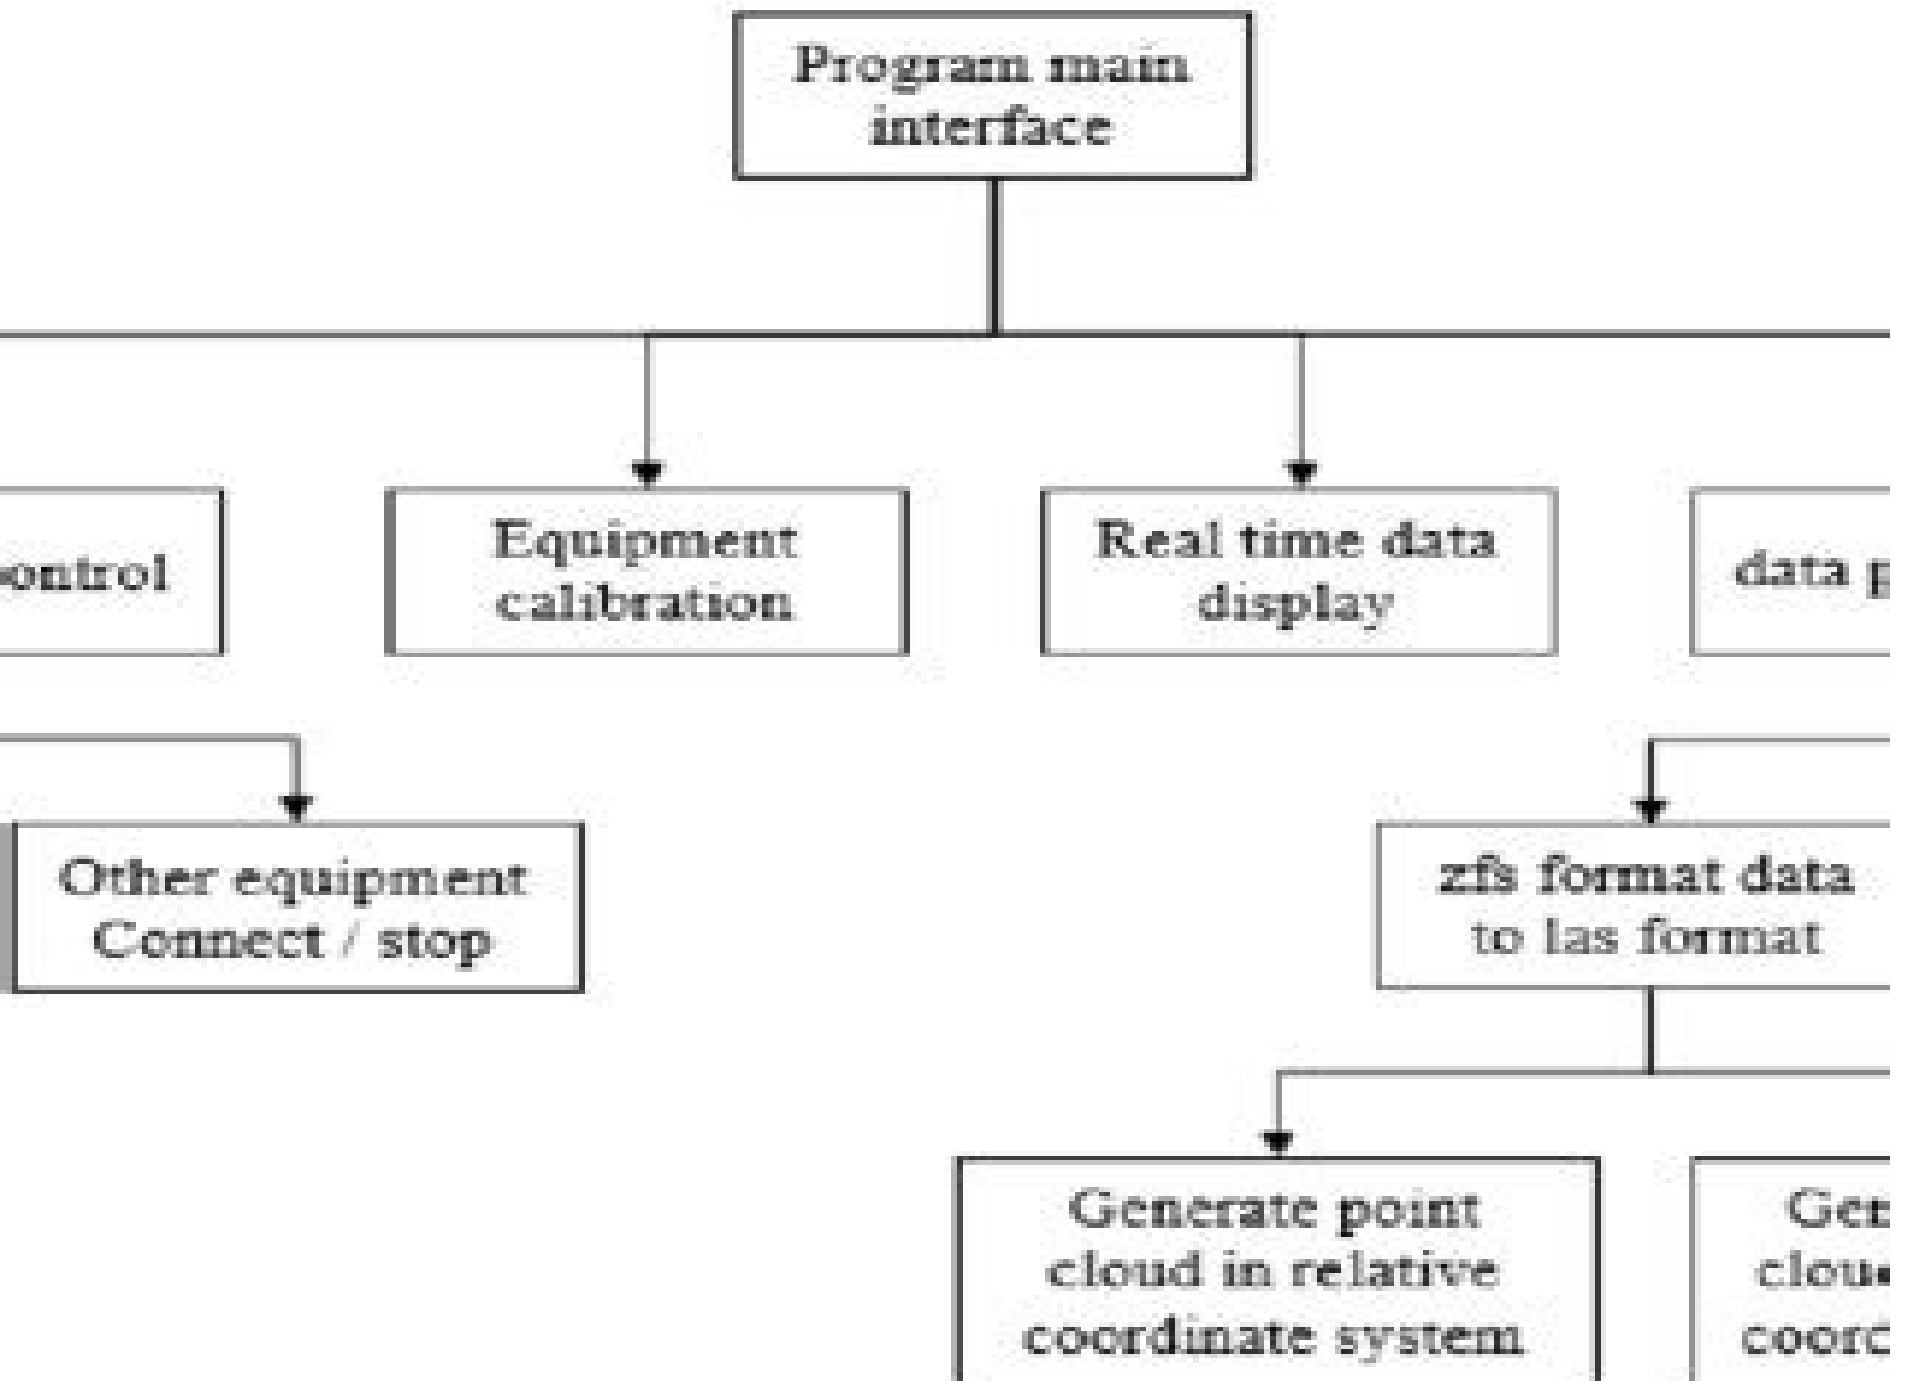 Program main
interface
Equipment
calibration
Real time data
display
data
Other equipment
Connect / stop
zfs format data
to las format
Generate point
cloud in relative
coordinate system